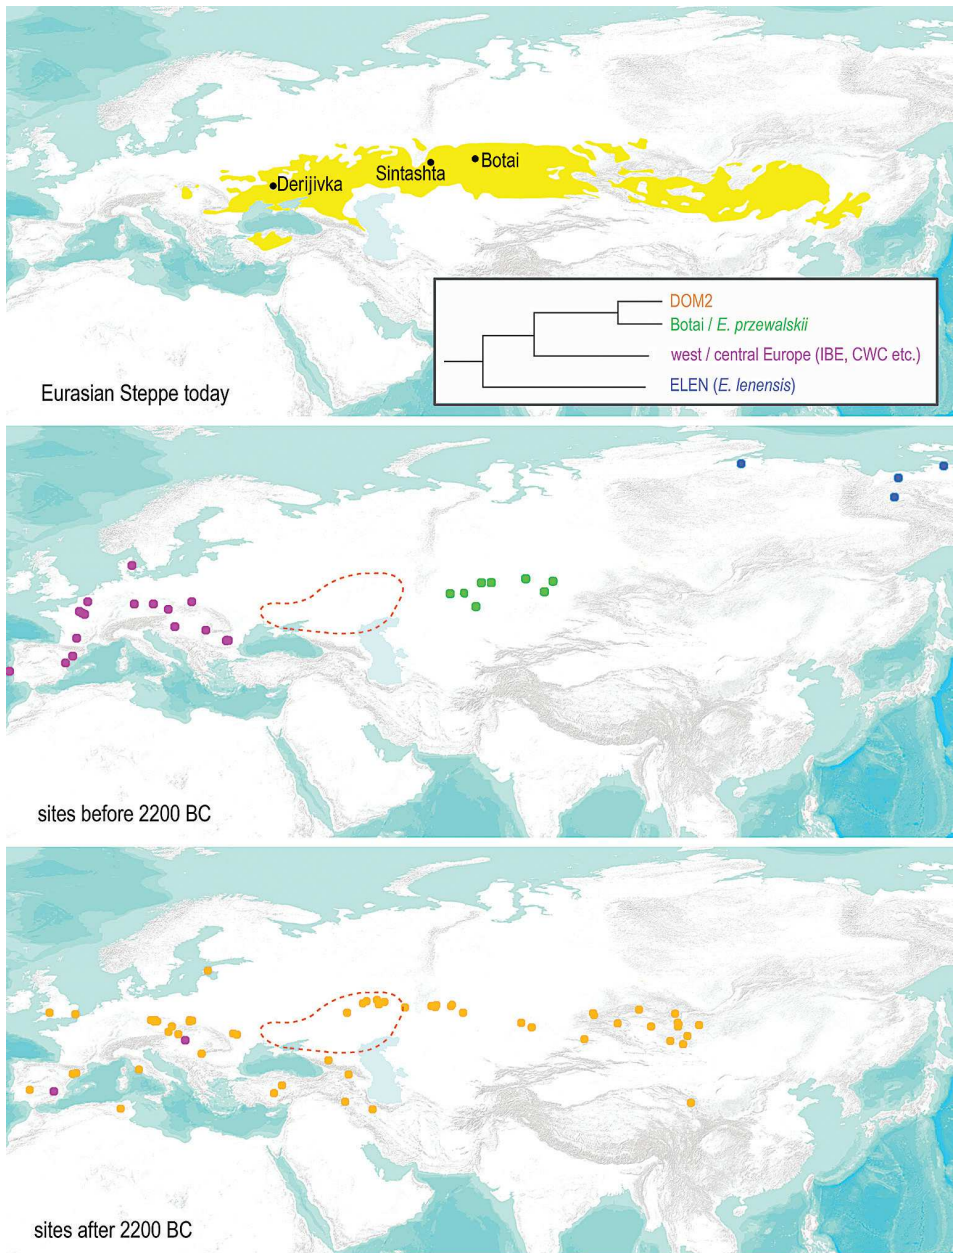 Botai
Sintashta
Derijivka
DOM2
Botai / E. przewalskii
west / central Europe (IBE, CWC etc.)
ELEN (E. lenensis)
Eurasian Steppe today
sites before 2200 BC
sites after 2200 BC